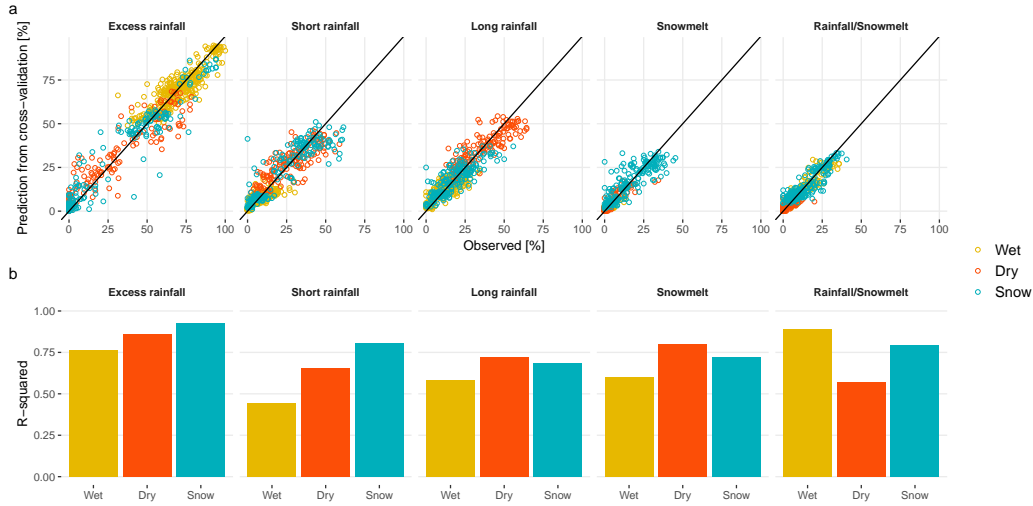 a
Excess rainfall Short rainfall Long rainfall Snowmelt Rainfall/Snowmelt
Prediction from cross−validation [%]
75
50
25
0
0 25 50 75 100 0 25 50 75 100 0 25 50 75 100 0 25 50 75 100 0 25 50 75 100
Observed [%]
Wet
Dry
Snow
b
Excess rainfall Short rainfall Long rainfall Snowmelt Rainfall/Snowmelt
R−squared
1.00
0.75
0.50
0.25
0.00
Wet Dry Snow Wet Dry Snow Wet Dry Snow Wet Dry Snow Wet Dry Snow